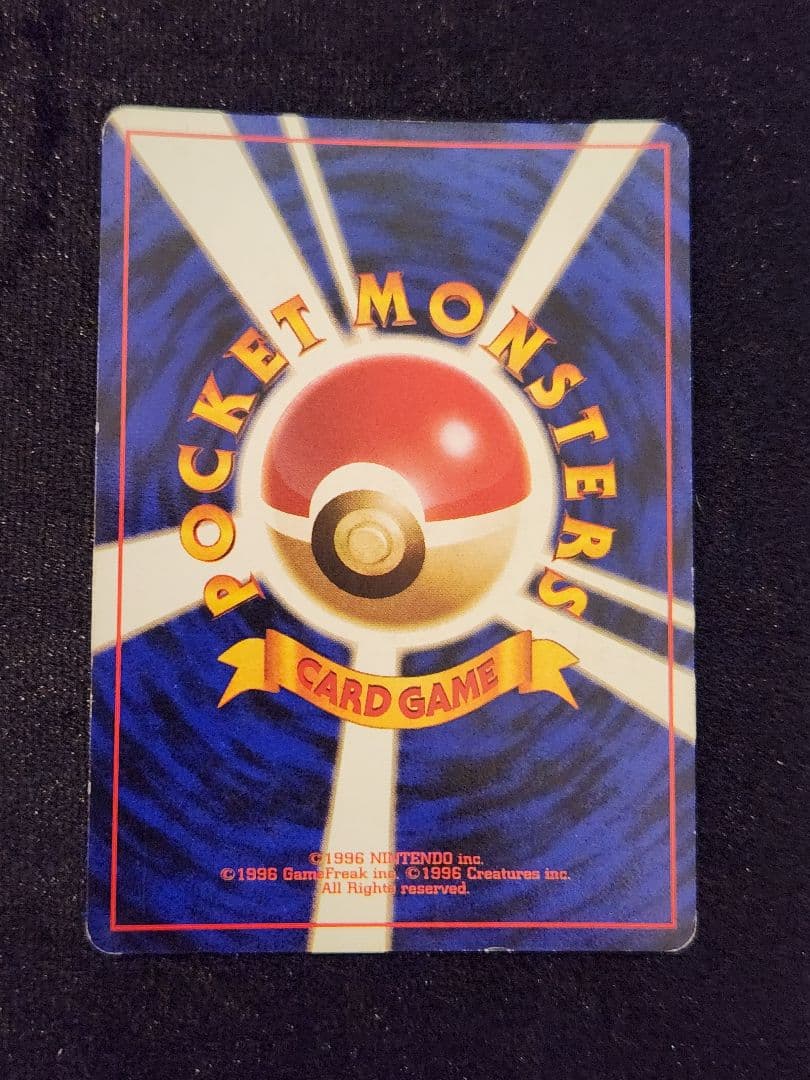 POCKET MONSTERS
CARD GAME
©1996 NINTENDO inc.
©1996 GameFreak inc. ©1996 Creatures inc.
All Rights reserved.